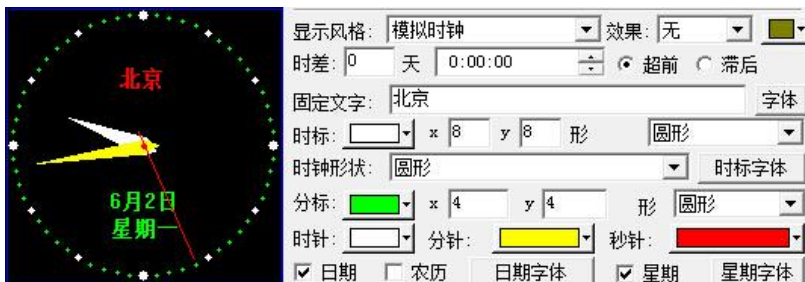 北京
6月2日
星期一
显示风格: 模拟时钟 效果: 无
时差: 0 天 0:00:00 超前 滞后
固定文字: 北京 字体
时标: x 8 y 8 形 圆形
时钟形状: 圆形 时标字体
分标: x 4 y 4 形 圆形
时针: 分针: 秒针:
日期 农历 日期字体 星期 星期字体